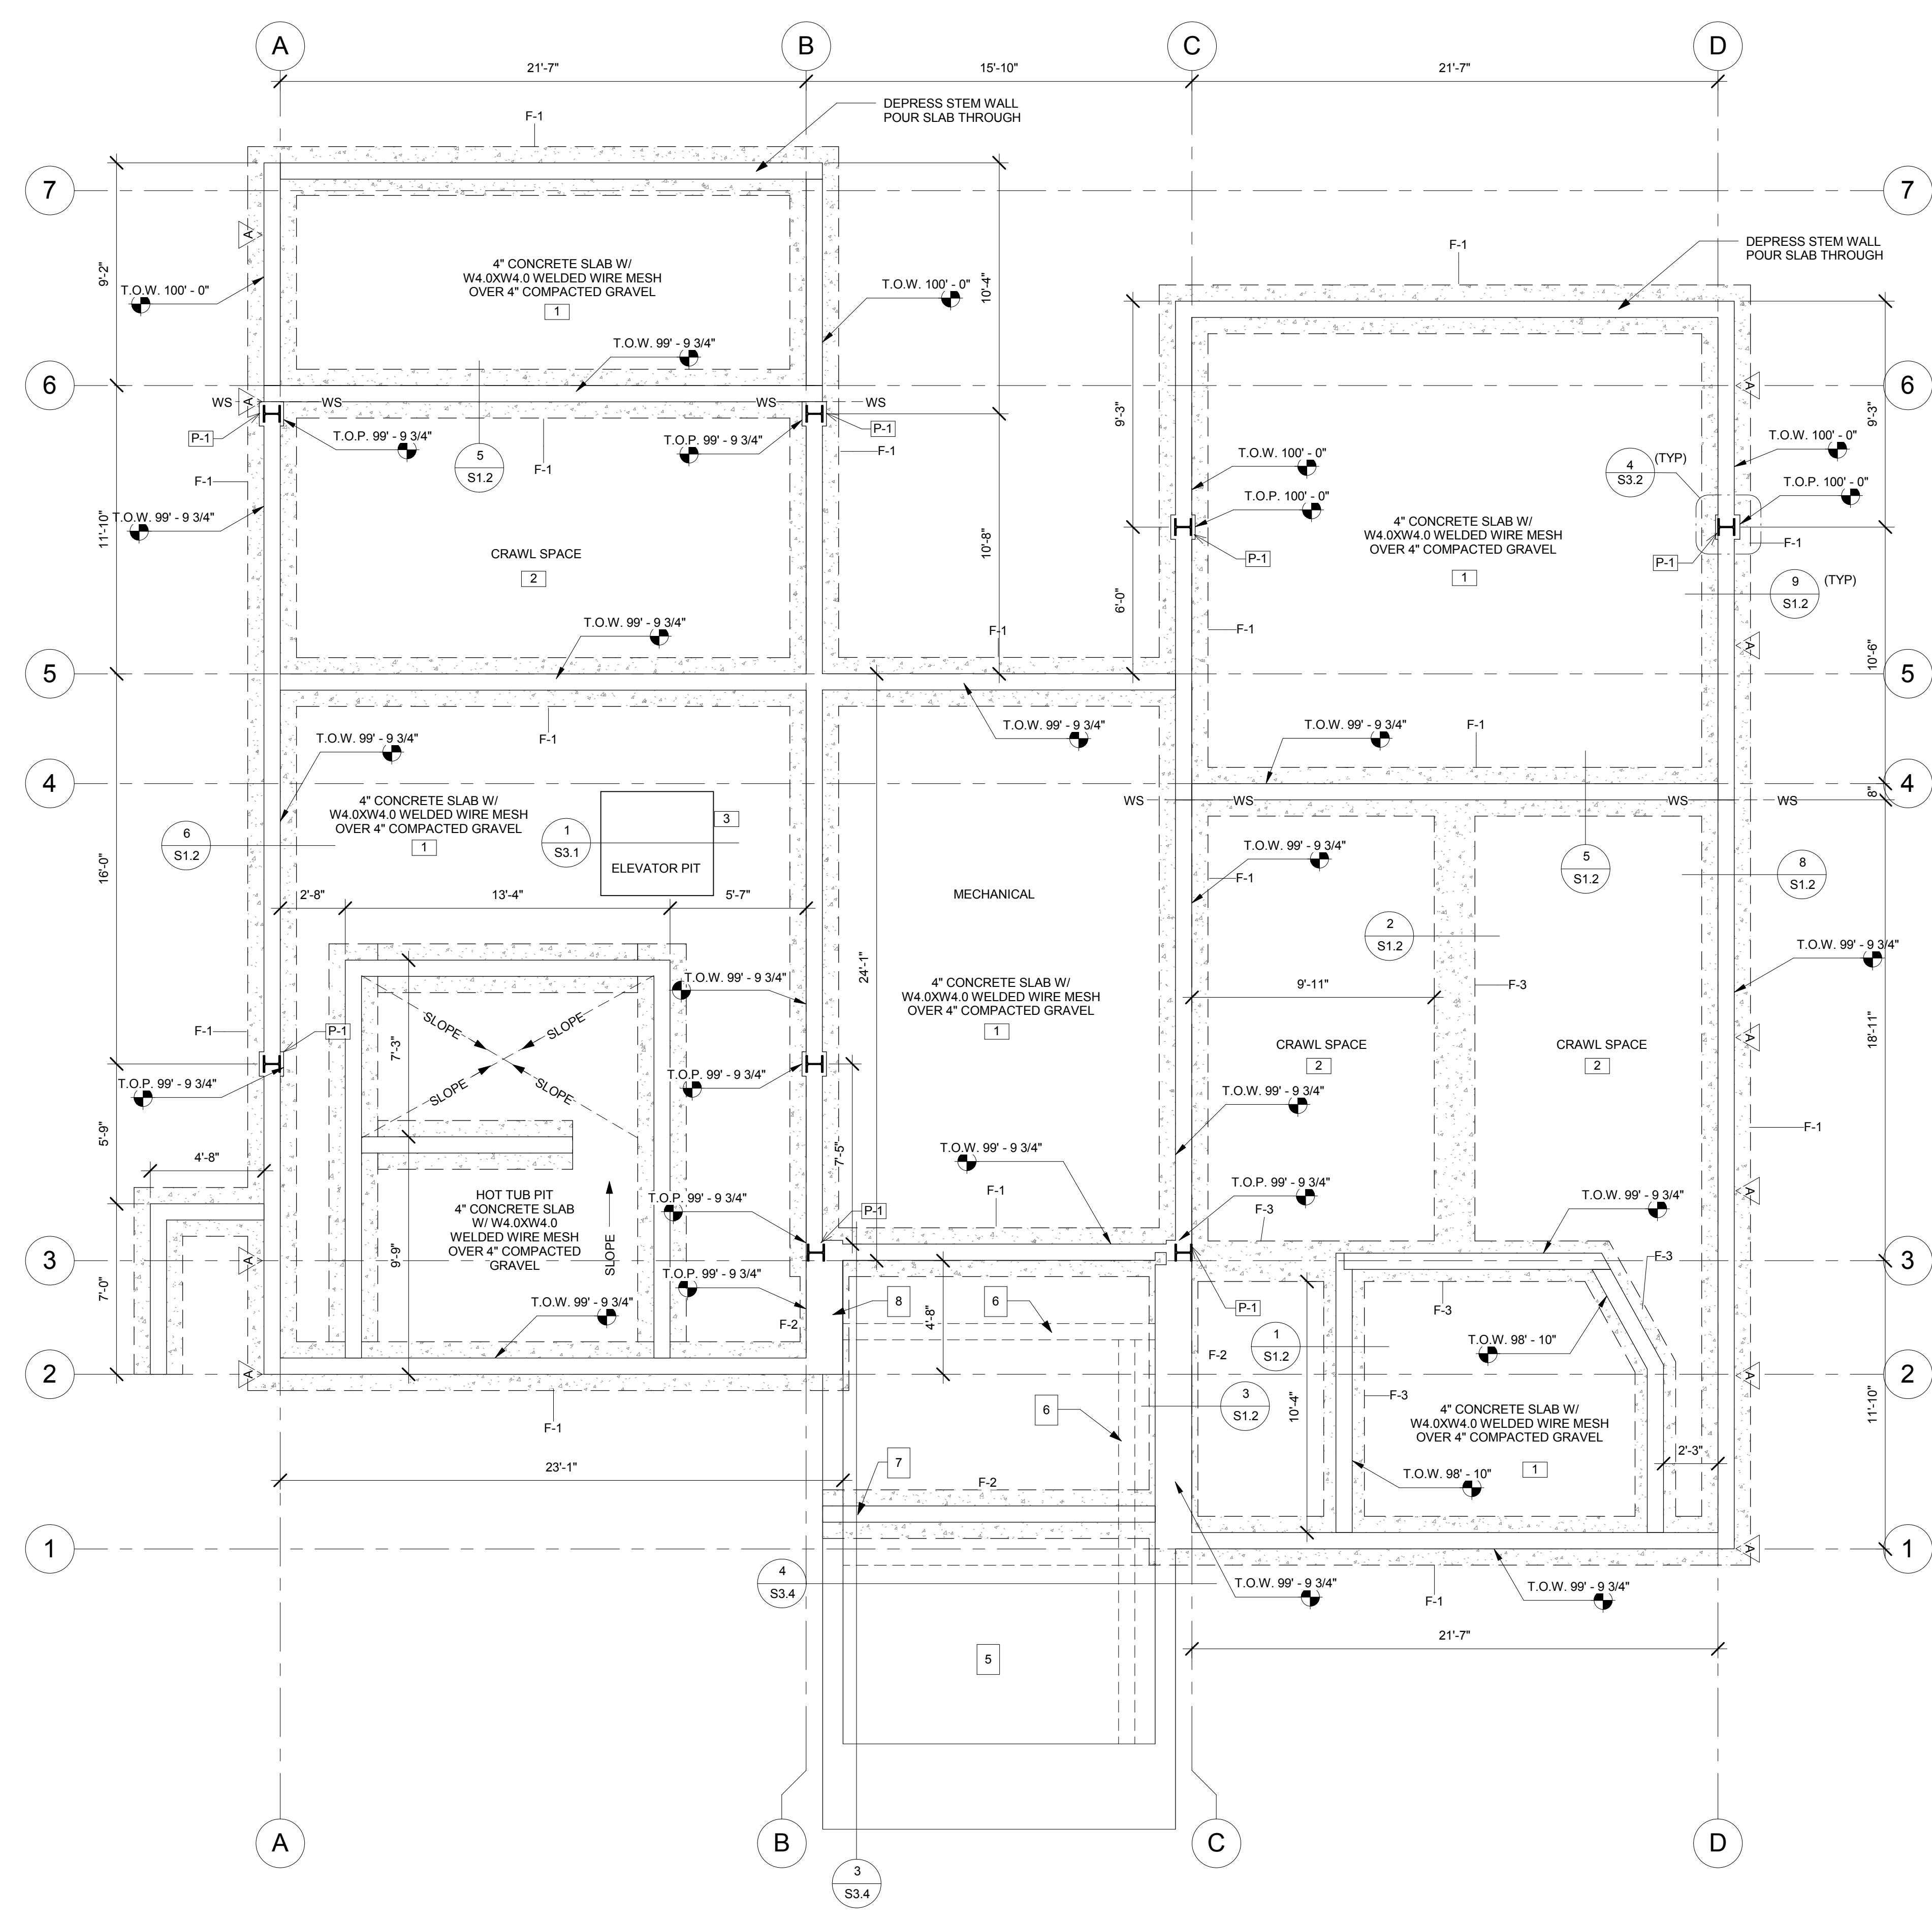 A
B
C
D
21'-7"
15'-10"
21'-7"
DEPRESS STEM WALL
POUR SLAB THROUGH
F-1
7
7
A
DEPRESS STEM WALL
POUR SLAB THROUGH
F-1
4" CONCRETE SLAB W/
W4.0XW4.0 WELDED WIRE MESH
OVER 4" COMPACTED GRAVEL
1
9'-2"
T.O.W. 100' - 0"
T.O.W. 100' - 0"
10'-4"
T.O.W. 99' - 9 3/4"
6
6
A
A
WS
WS
WS
WS
P-1
P-1
T.O.P. 99' - 9 3/4"
T.O.P. 99' - 9 3/4"
F-1
F-1
5
S1.2
9'-3"
9'-3"
T.O.W. 100' - 0"
T.O.W. 100' - 0"
4
S3.2
(TYP)
F-1
T.O.P. 100' - 0"
T.O.P. 100' - 0"
T.O.W. 99' - 9 3/4"
11'-10"
4" CONCRETE SLAB W/
W4.0XW4.0 WELDED WIRE MESH
OVER 4" COMPACTED GRAVEL
1
F-1
P-1
P-1
CRAWL SPACE
2
10'-8"
6'-0"
9
S1.2
(TYP)
T.O.W. 99' - 9 3/4"
F-1
F-1
A
10'-6"
5
5
T.O.W. 99' - 9 3/4"
T.O.W. 99' - 9 3/4"
F-1
T.O.W. 99' - 9 3/4"
F-1
4
4
8"
4" CONCRETE SLAB W/
W4.0XW4.0 WELDED WIRE MESH
OVER 4" COMPACTED GRAVEL
1
WS
WS
WS
WS
3
1
S3.1
ELEVATOR PIT
6
S1.2
T.O.W. 99' - 9 3/4"
F-1
5
S1.2
8
S1.2
16'-0"
2'-8"
13'-4"
5'-7"
MECHANICAL
2
S1.2
T.O.W. 99' - 9 3/4"
24'-1"
T.O.W. 99' - 9 3/4"
4" CONCRETE SLAB W/
W4.0XW4.0 WELDED WIRE MESH
OVER 4" COMPACTED GRAVEL
1
9'-11"
F-3
SLOPE
SLOPE
SLOPE
SLOPE
7'-3"
F-1
P-1
CRAWL SPACE
2
CRAWL SPACE
2
18'-11"
A
T.O.P. 99' - 9 3/4"
T.O.P. 99' - 9 3/4"
T.O.W. 99' - 9 3/4"
5'-9"
F-1
4'-8"
7'-5"
T.O.W. 99' - 9 3/4"
F-1
A
HOT TUB PIT
4" CONCRETE SLAB
W/ W4.0XW4.0
WELDED WIRE MESH
OVER 4" COMPACTED
GRAVEL
SLOPE
T.O.P. 99' - 9 3/4"
P-1
T.O.P. 99' - 9 3/4"
F-3
T.O.W. 99' - 9 3/4"
3
3
A
9'-9"
7'-0"
F-3
T.O.P. 99' - 9 3/4"
T.O.W. 99' - 9 3/4"
8
6
4'-8"
F-2
P-1
F-3
1
S1.2
T.O.W. 98' - 10"
F-2
2
2
A
A
F-3
3
S1.2
10'-4"
6
4" CONCRETE SLAB W/
W4.0XW4.0 WELDED WIRE MESH
OVER 4" COMPACTED GRAVEL
1
11'-10"
2'-3"
F-1
23'-1"
7
F-2
T.O.W. 98' - 10"
1
1
A
4
S3.4
T.O.W. 99' - 9 3/4"
F-1
T.O.W. 99' - 9 3/4"
21'-7"
5
A
B
C
D
3
S3.4